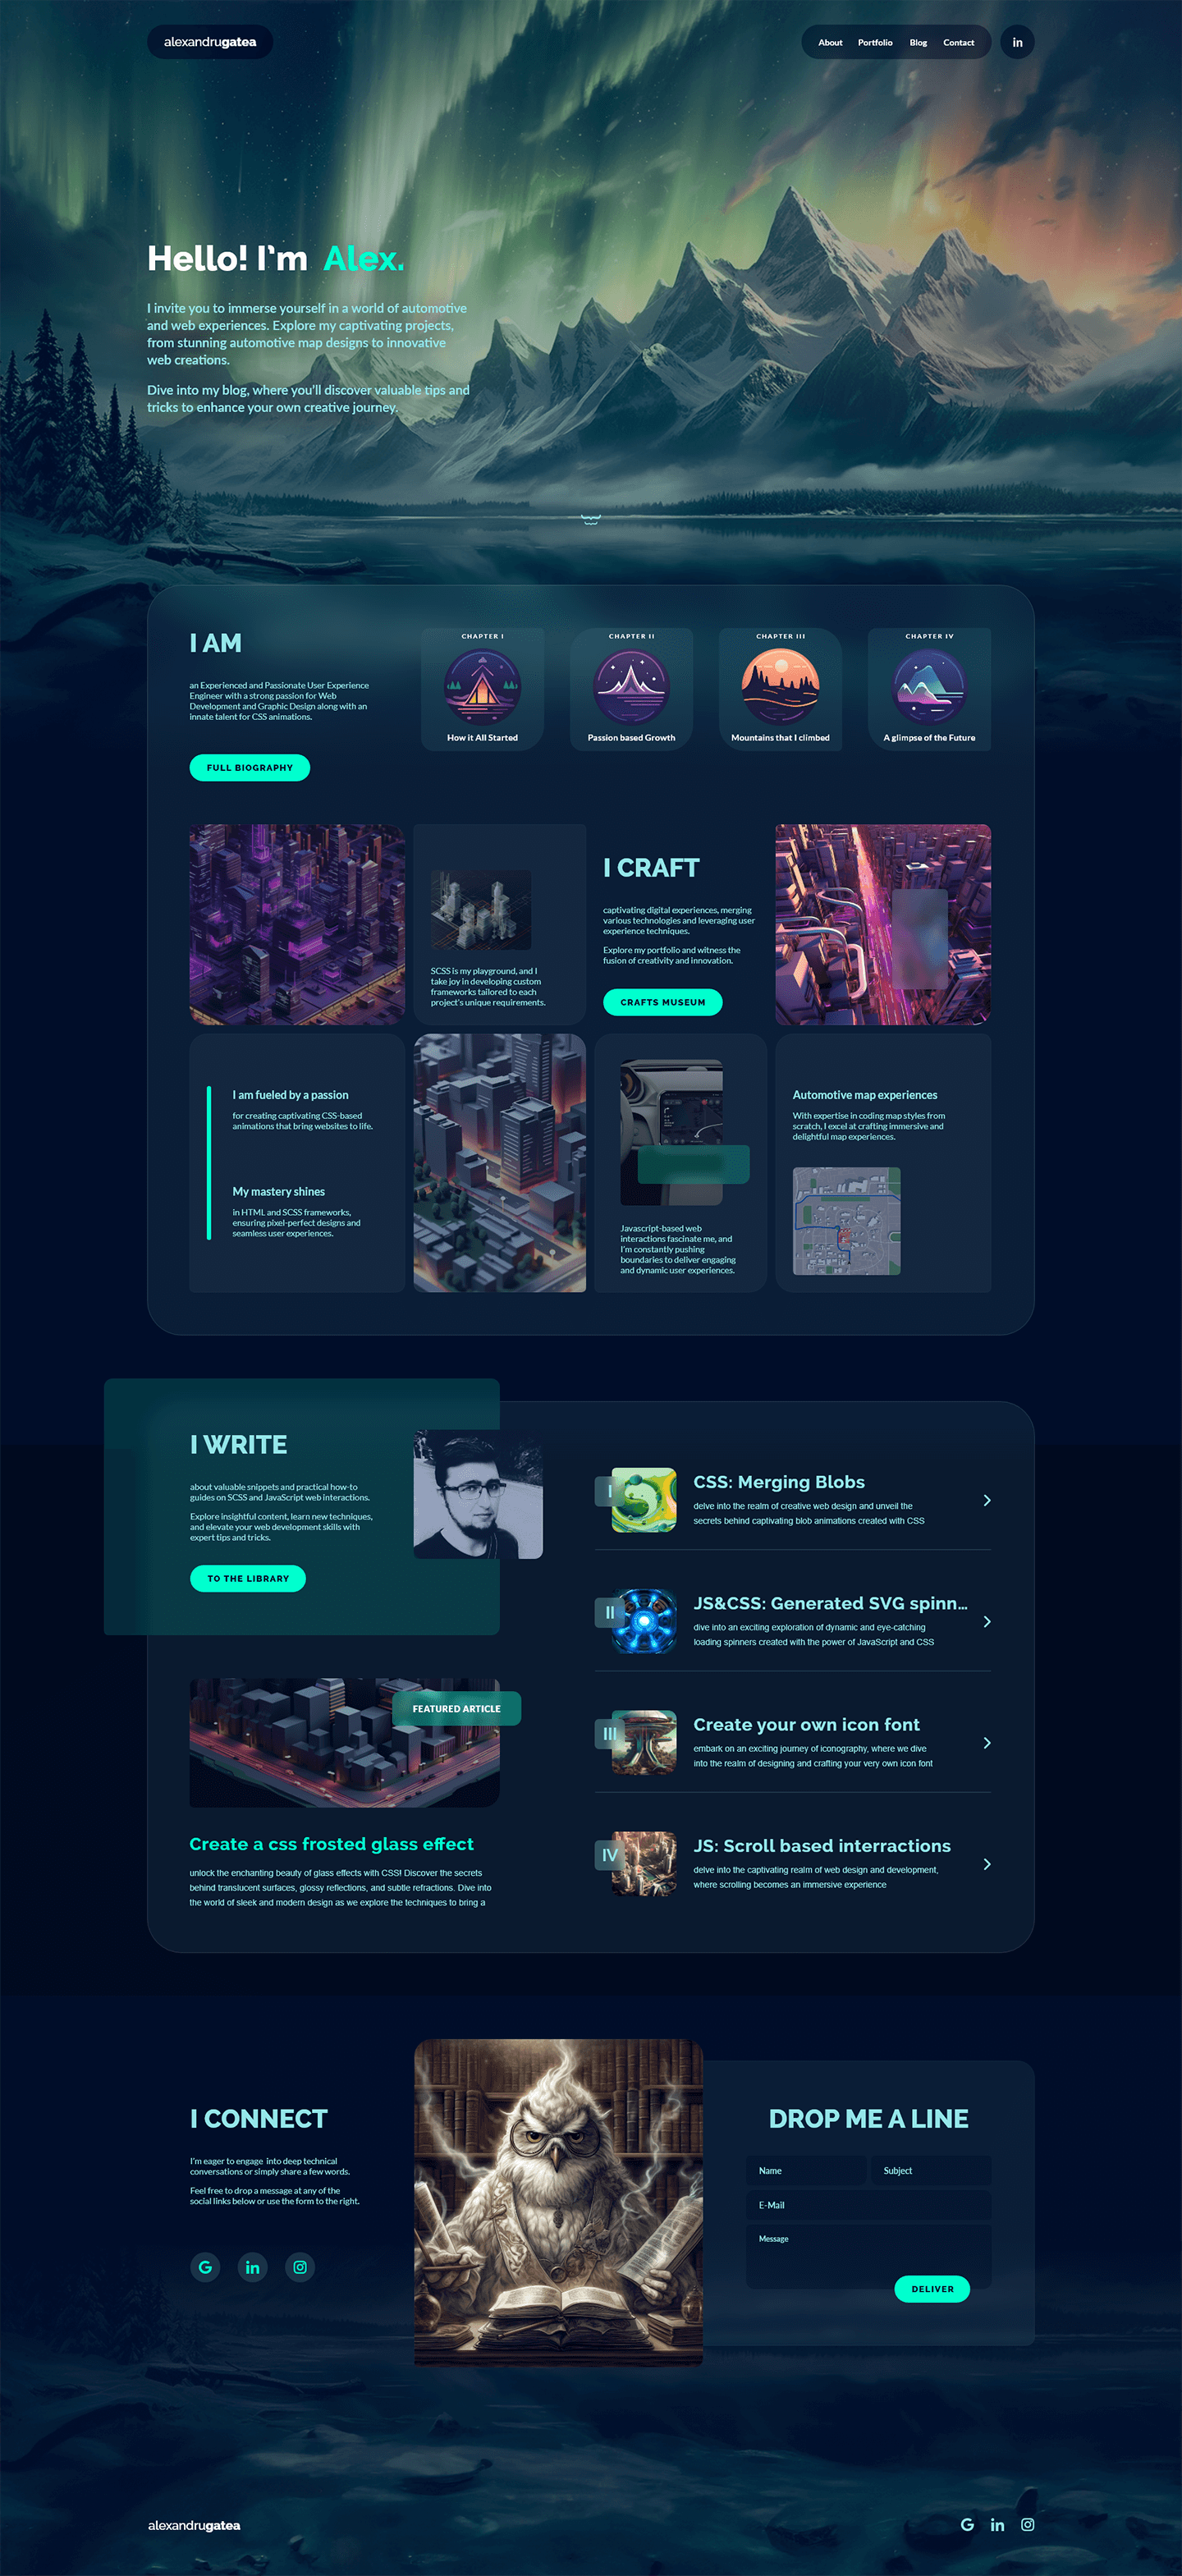 alexandrugatea
About Portfolio Blog Contact in
Hello! I'm Alex.
I invite you to immerse yourself in a world of automotive
and web experiences. Explore my captivating projects,
from stunning automotive map designs to innovative
web creations.
Dive into my blog, where you'll discover valuable tips and
tricks to enhance your own creative journey.
I AM
an Experienced and Passionate User Experience
Engineer with a strong passion for Web
Development and Graphic Design along with an
innate talent for CSS animations.
FULL BIOGRAPHY
CHAPTER I
How it All Started
CHAPTER II
Passion based Growth
CHAPTER III
Mountains that I climbed
CHAPTER IV
A glimpse of the Future
SCSS is my playground, and I
take joy in developing custom
frameworks tailored to each
project's unique requirements.
I CRAFT
captivating digital experiences, merging
various technologies and leveraging user
experience techniques.
Explore my portfolio and witness the
fusion of creativity and innovation.
CRAFTS MUSEUM
I am fueled by a passion
for creating captivating CSS-based
animations that bring websites to life.
My mastery shines
in HTML and SCSS frameworks,
ensuring pixel-perfect designs and
seamless user experiences.
Javascript-based web
interactions fascinate me, and
I'm constantly pushing
boundaries to deliver engaging
and dynamic user experiences.
Automotive map experiences
With expertise in coding map styles from
scratch, I excel at crafting immersive and
delightful map experiences.
I WRITE
about valuable snippets and practical how-to
guides on SCSS and JavaScript web interactions.
Explore insightful content, learn new techniques,
and elevate your web development skills with
expert tips and tricks.
TO THE LIBRARY
FEATURED ARTICLE
Create a css frosted glass effect
unlock the enchanting beauty of glass effects with CSS! Discover the secrets
behind translucent surfaces, glossy reflections, and subtle refractions. Dive into
the world of sleek and modern design as we explore the techniques to bring a
I
CSS: Merging Blobs
delve into the realm of creative web design and unveil the
secrets behind captivating blob animations created with CSS
II
JS&CSS: Generated SVG spinn...
dive into an exciting exploration of dynamic and eye-catching
loading spinners created with the power of JavaScript and CSS
III
Create your own icon font
embark on an exciting journey of iconography, where we dive
into the realm of designing and crafting your very own icon font
IV
JS: Scroll based interractions
delve into the captivating realm of web design and development,
where scrolling becomes an immersive experience
I CONNECT
I'm eager to engage into deep technical
conversations or simply share a few words.
Feel free to drop a message at any of the
social links below or use the form to the right.
G in
DROP ME A LINE
Name Subject
E-Mail
Message
DELIVER
alexandrugatea
G in